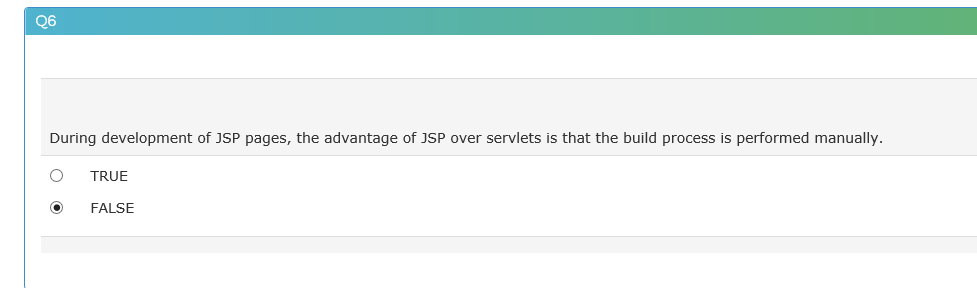 Q6
During development of JSP pages, the advantage of JSP over servlets is that the build process is performed manually.
TRUE
FALSE